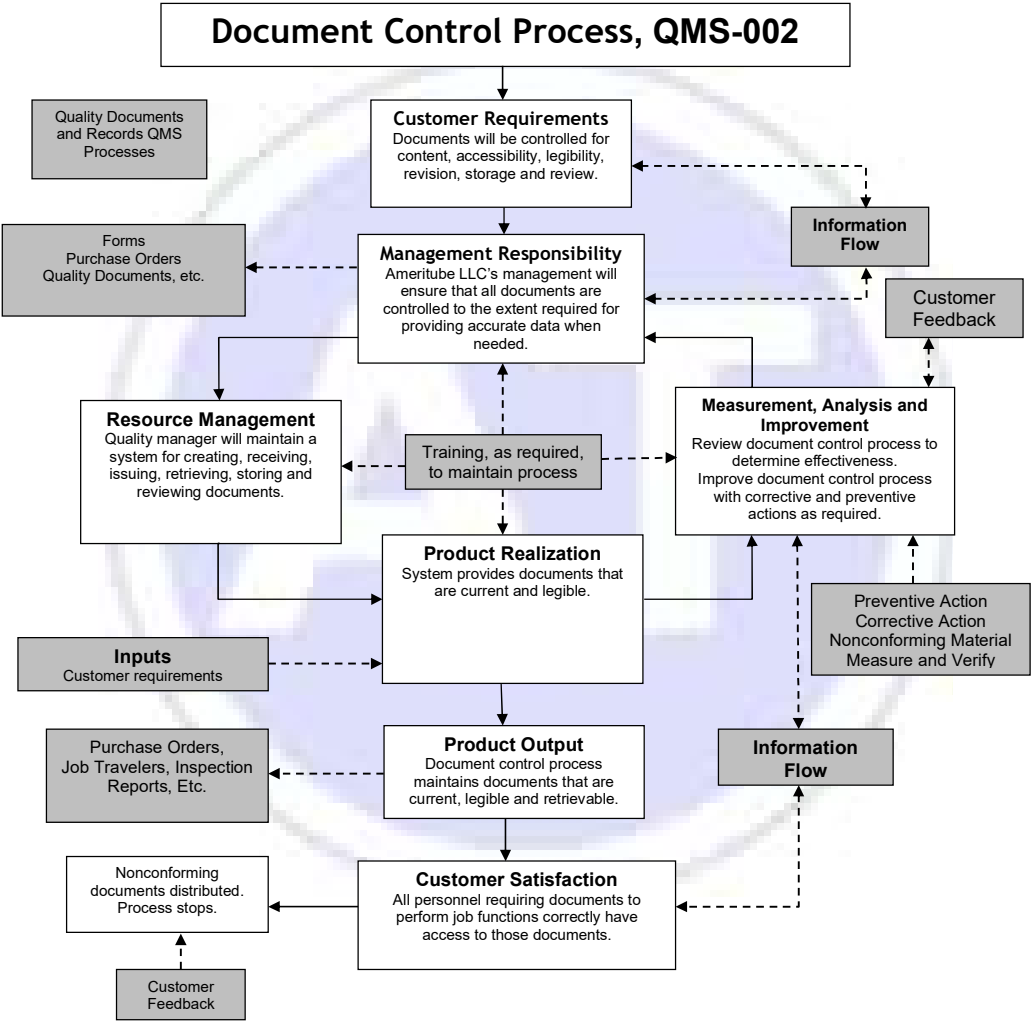 Document Control Process, QMS-002
Customer Requirements
Documents will be controlled for
content, accessibility, legibility,
revision, storage and review.
Quality Documents
and Records QMS
Processes
Information
Flow
Forms
Purchase Orders
Quality Documents, etc.
Management Responsibility
Ameritube LLC's management will
ensure that all documents are
controlled to the extent required for
providing accurate data when
needed.
Customer
Feedback
Resource Management
Quality manager will maintain a
system for creating, receiving,
issuing, retrieving, storing and
reviewing documents.
Training, as required,
to maintain process
Measurement, Analysis and
Improvement
Review document control process to
determine effectiveness.
Improve document control process
with corrective and preventive
actions as required.
Product Realization
System provides documents that
are current and legible.
Preventive Action
Corrective Action
Nonconforming Material
Measure and Verify
Inputs
Customer requirements
Purchase Orders,
Job Travelers, Inspection
Reports, Etc.
Product Output
Document control process
maintains documents that are
current, legible and retrievable.
Information
Flow
Nonconforming
documents distributed.
Process stops.
Customer Satisfaction
All personnel requiring documents to
perform job functions correctly have
access to those documents.
Customer
Feedback